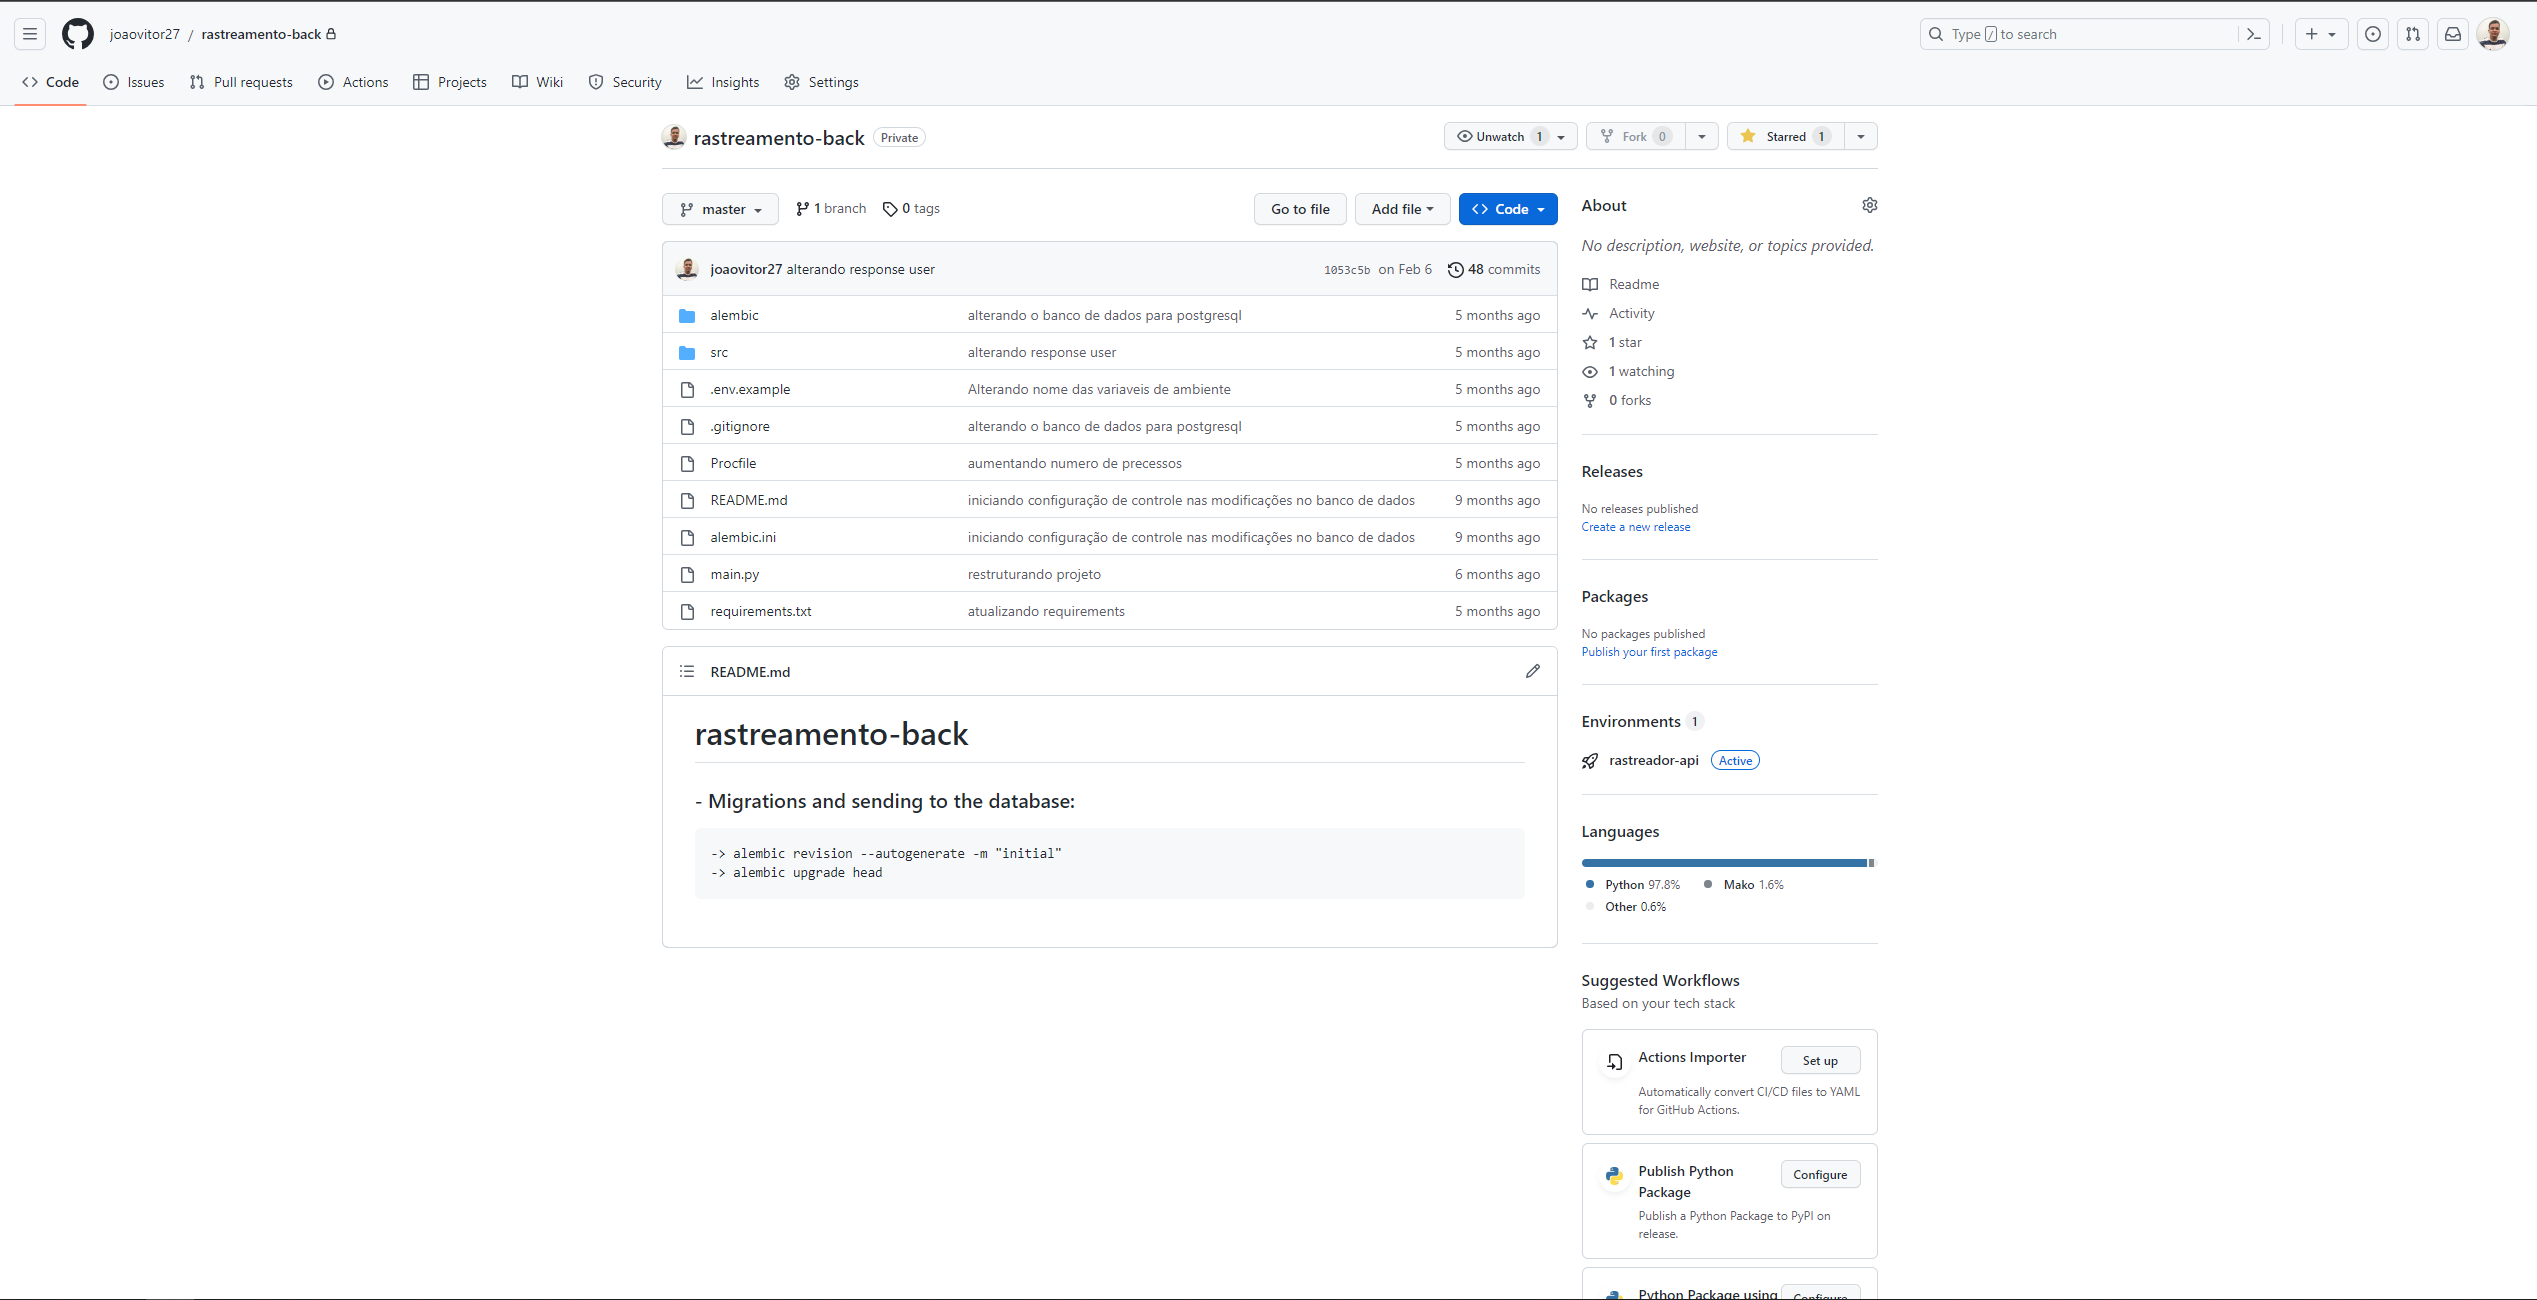 joaovitor27 / rastreamento-back
Type / to search
Code Issues Pull requests Actions Projects Wiki Security Insights Settings
rastreamento-back Private
Unwatch 1 Fork 0 Starred 1
master 1 branch 0 tags Go to file Add file Code
joaovitor27 alterando response user 1053c5b on Feb 6 48 commits
alembic alterando o banco de dados para postgresql 5 months ago
src alterando response user 5 months ago
.env.example Alterando nome das variaveis de ambiente 5 months ago
.gitignore alterando o banco de dados para postgresql 5 months ago
Procfile aumentando numero de precessos 5 months ago
README.md iniciando configuração de controle nas modificações no banco de dados 9 months ago
alembic.ini iniciando configuração de controle nas modificações no banco de dados 9 months ago
main.py restruturando projeto 6 months ago
requirements.txt atualizando requirements 5 months ago
README.md
rastreamento-back
- Migrations and sending to the database:
-> alembic revision --autogenerate -m "initial"
-> alembic upgrade head
About
No description, website, or topics provided.
Readme
Activity
1 star
1 watching
0 forks
Releases
No releases published
Create a new release
Packages
No packages published
Publish your first package
Environments 1
rastreador-api Active
Languages
Python 97.8% Mako 1.6%
Other 0.6%
Suggested Workflows
Based on your tech stack
Actions Importer Set up
Automatically convert CI/CD files to YAML
for GitHub Actions.
Publish Python Configure
Package
Publish a Python Package to PyPI on
release.
Python Package using Configure